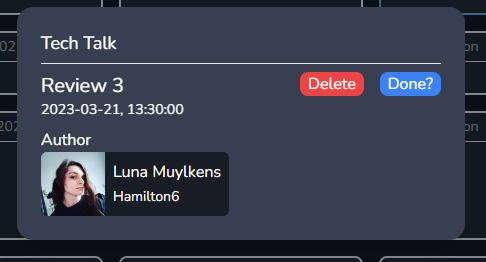 Tech Talk
Review 3
Delete
Done?
2023-03-21, 13:30:00
Author
Luna Muylkens
Hamilton6